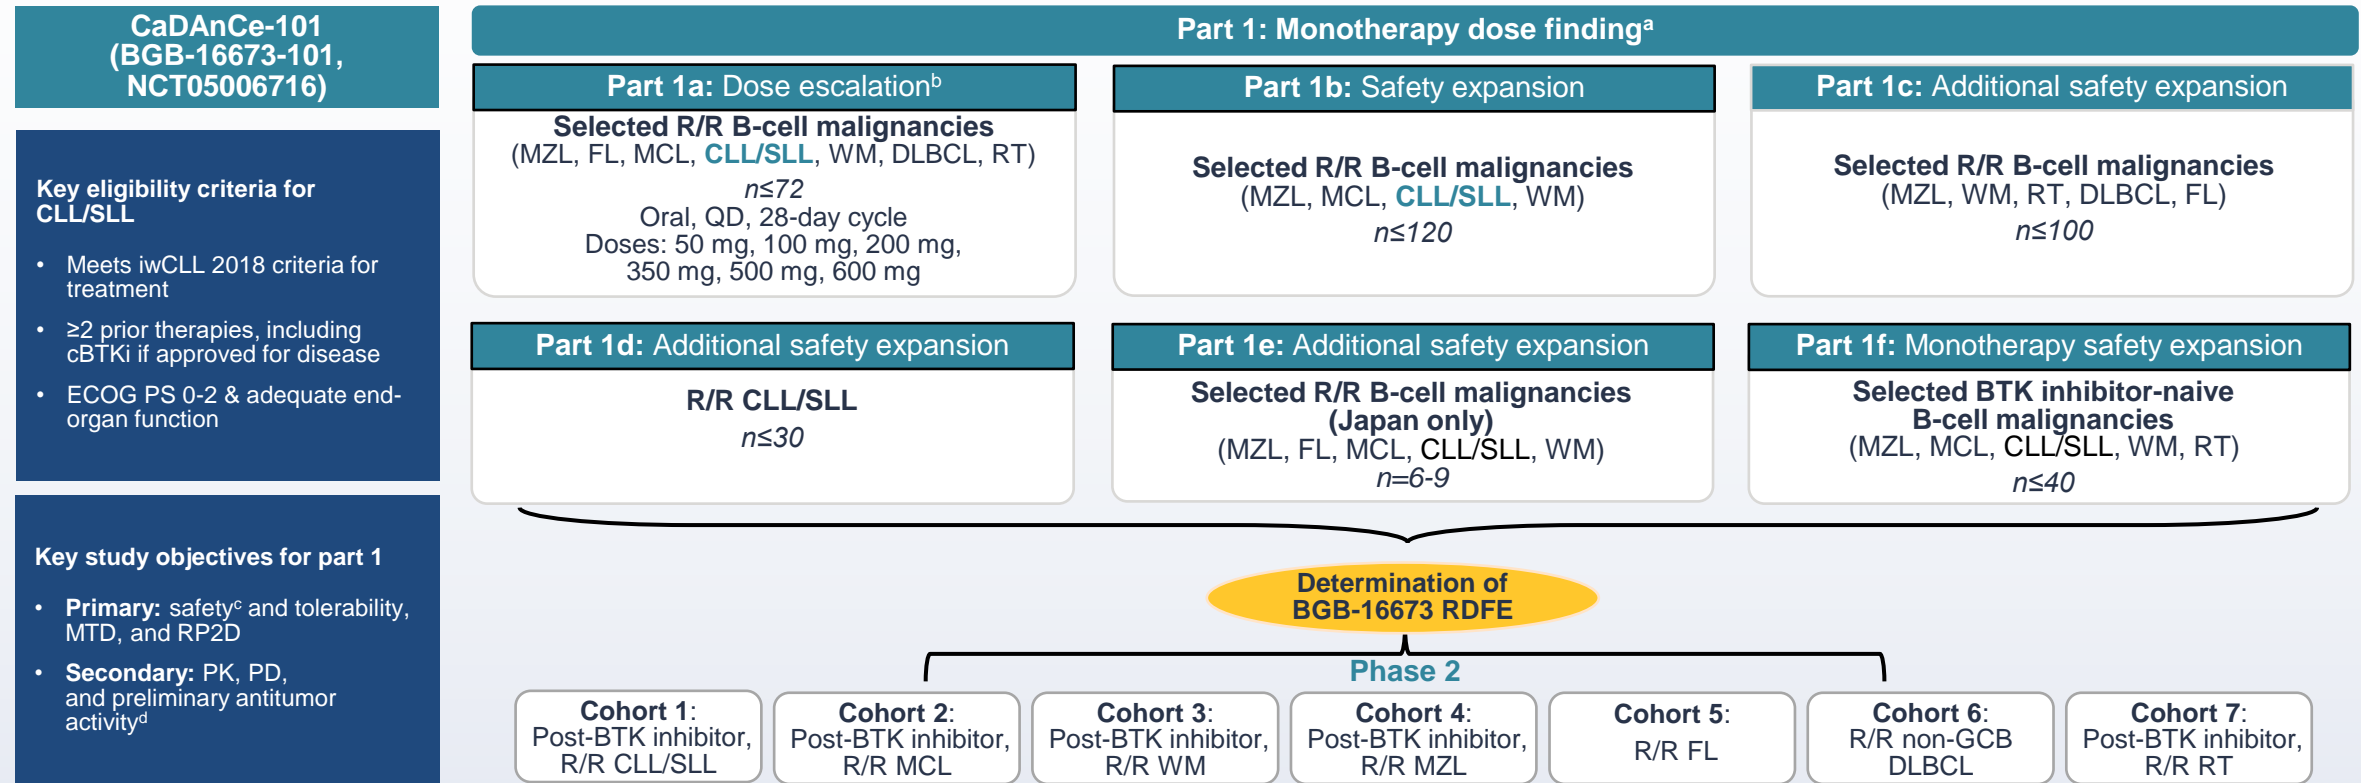 CaDAnCe-101
(BGB-16673-101,
NCT05006716)
Key eligibility criteria for
CLL/SLL
• Meets iwCLL 2018 criteria for
treatment
• ≥2 prior therapies, including
cBTKi if approved for disease
• ECOG PS 0-2 & adequate end-
organ function
Key study objectives for part 1
• Primary: safetyᶜ and tolerability,
MTD, and RP2D
• Secondary: PK, PD,
and preliminary antitumor
activityᵈ
Part 1: Monotherapy dose findingᵃ
Part 1a: Dose escalationᵇ
Selected R/R B-cell malignancies
(MZL, FL, MCL, CLL/SLL, WM, DLBCL, RT)
n≤72
Oral, QD, 28-day cycle
Doses: 50 mg, 100 mg, 200 mg,
350 mg, 500 mg, 600 mg
Part 1b: Safety expansion
Selected R/R B-cell malignancies
(MZL, MCL, CLL/SLL, WM)
n≤120
Part 1c: Additional safety expansion
Selected R/R B-cell malignancies
(MZL, WM, RT, DLBCL, FL)
n≤100
Part 1d: Additional safety expansion
R/R CLL/SLL
n≤30
Part 1e: Additional safety expansion
Selected R/R B-cell malignancies
(Japan only)
(MZL, FL, MCL, CLL/SLL, WM)
n=6-9
Part 1f: Monotherapy safety expansion
Selected BTK inhibitor-naive
B-cell malignancies
(MZL, MCL, CLL/SLL, WM, RT)
n≤40
Determination of
BGB-16673 RDFE
Phase 2
Cohort 1:
Post-BTK inhibitor,
R/R CLL/SLL
Cohort 2:
Post-BTK inhibitor,
R/R MCL
Cohort 3:
Post-BTK inhibitor,
R/R WM
Cohort 4:
Post-BTK inhibitor,
R/R MZL
Cohort 5:
R/R FL
Cohort 6:
R/R non-GCB
DLBCL
Cohort 7:
Post-BTK inhibitor,
R/R RT